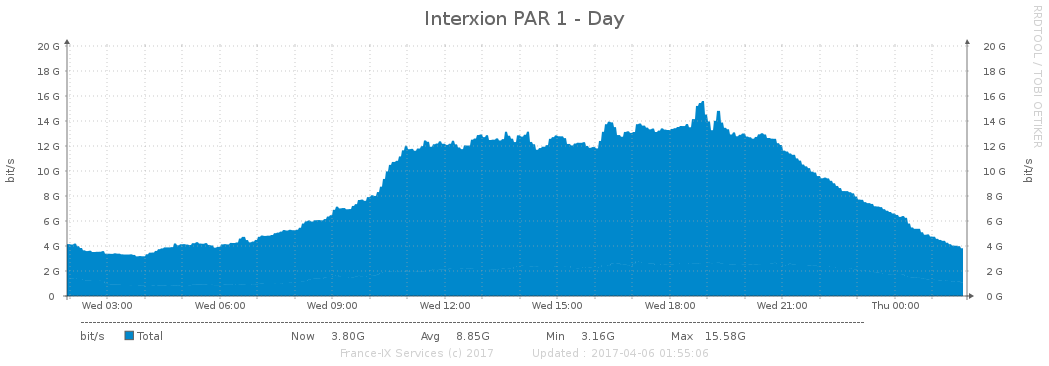 Interxion PAR 1 - Day
RRDTOOL / TOBI OETIKER
bit/s
20 G 20 G
18 G 18 G
16 G 16 G
14 G 14 G
12 G 12 G
10 G 10 G
8 G 8 G
6 G 6 G
4 G 4 G
2 G 2 G
0 0 G
bit/s
Wed 03:00 Wed 06:00 Wed 09:00 Wed 12:00 Wed 15:00 Wed 18:00 Wed 21:00 Thu 00:00
bit/s Total Now 3.80G Avg 8.85G Min 3.16G Max 15.58G
France-IX Services (c) 2017 Updated : 2017-04-06 01:55:06